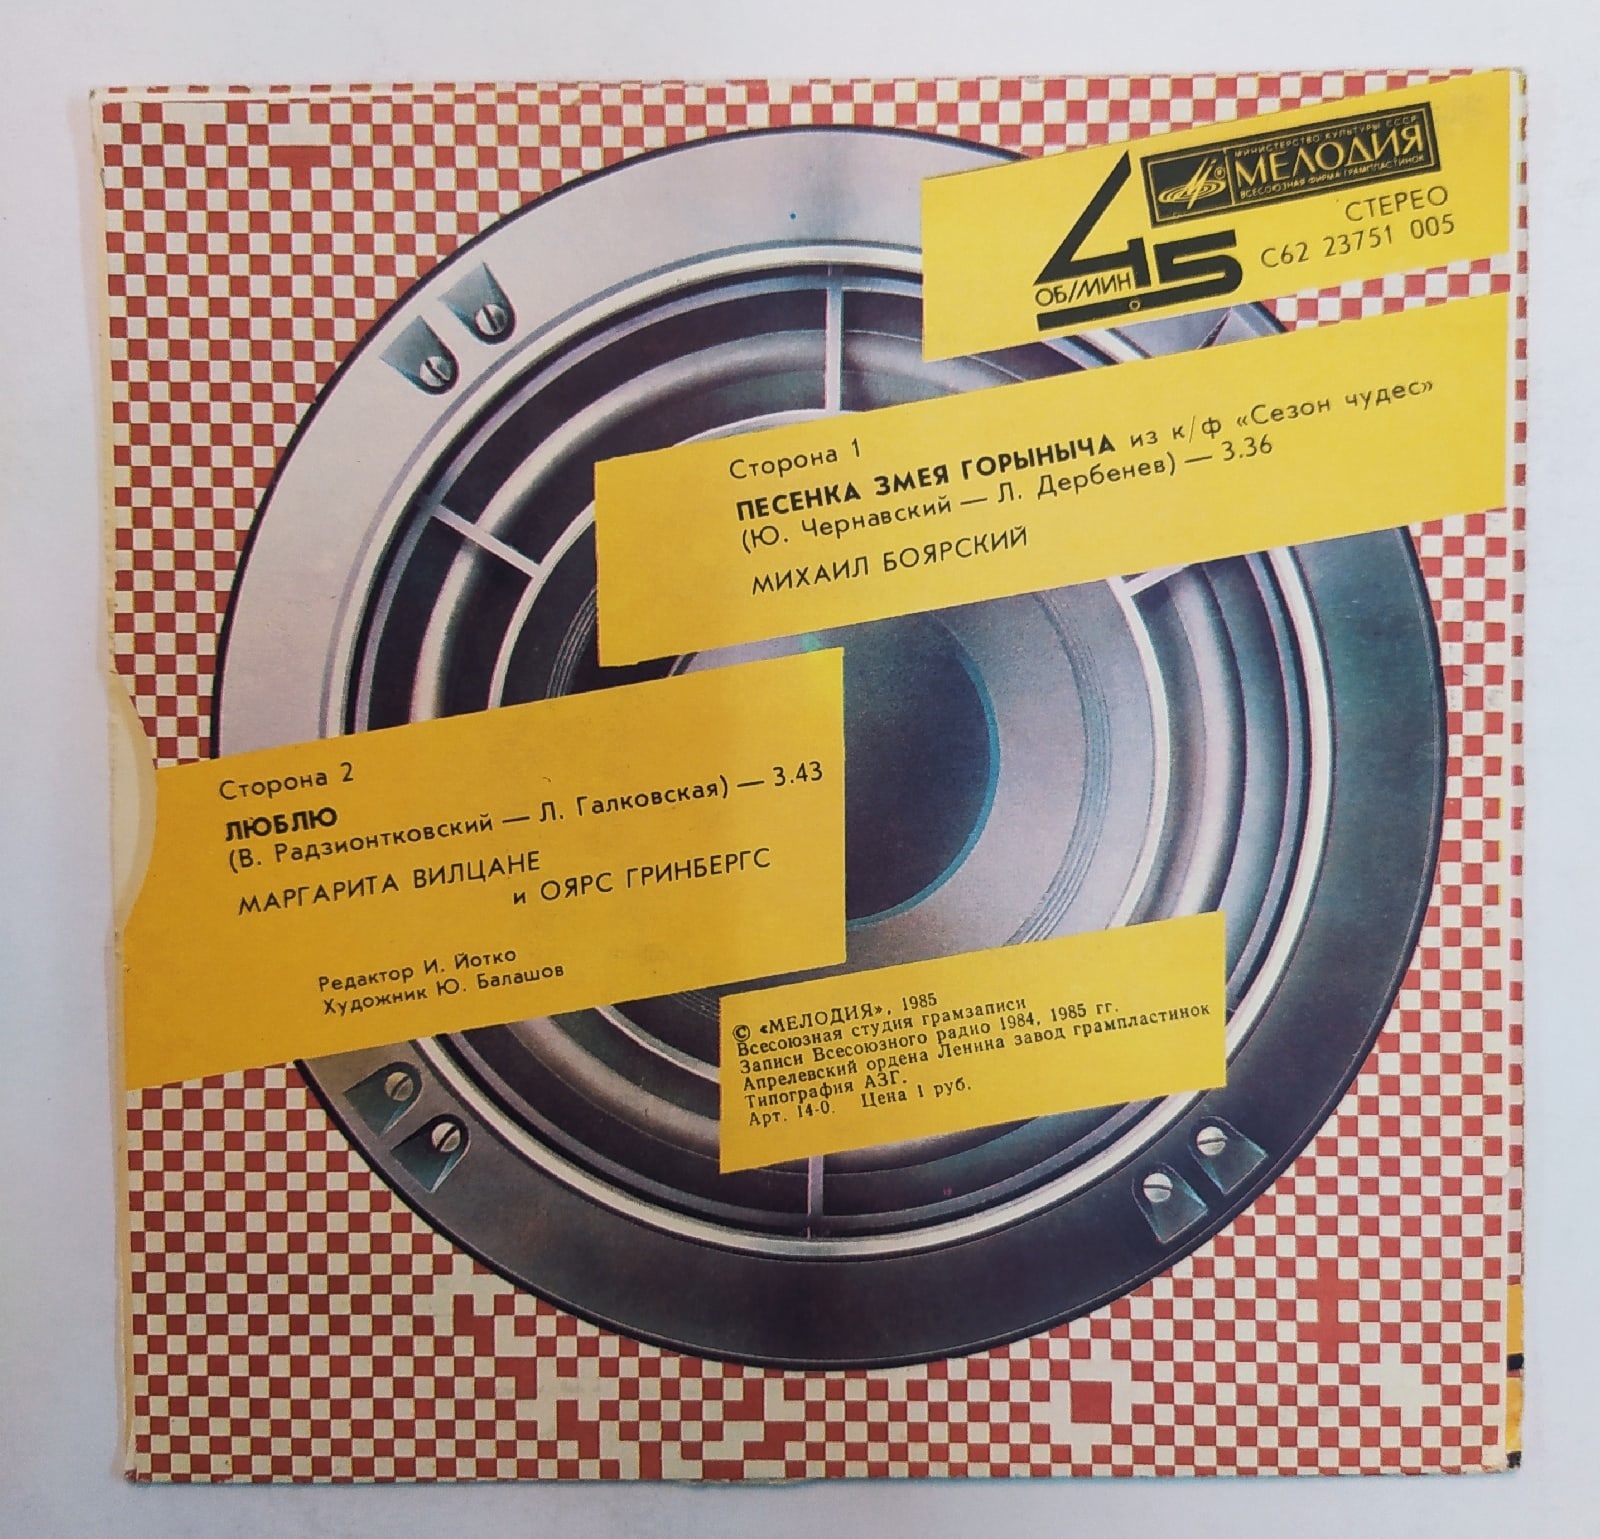 МИНИСТЕРСТВО КУЛЬТУРЫ СССР
МЕЛОДИЯ
ВСЕСОЮЗНАЯ ФИРМА ГРАМПЛАСТИНОК
45
ОБ/МИН
СТЕРЕО
С62 23751 005
Сторона 1
ПЕСЕНКА ЗМЕЯ ГОРЫНЫЧА из к/ф «Сезон чудес»
(Ю. Чернавский — Л. Дербенев) — 3.36
МИХАИЛ БОЯРСКИЙ
Сторона 2
ЛЮБЛЮ
(В. Радзионтковский — Л. Галковская) — 3.43
МАРГАРИТА ВИЛЦАНЕ
и ОЯРС ГРИНБЕРГС
Редактор И. Йотко
Художник Ю. Балашов
© «МЕЛОДИЯ», 1985
Всесоюзная студия грамзаписи
Записи Всесоюзного радио 1984, 1985 гг.
Апрелевский ордена Ленина завод грампластинок
Типография АЗГ.
Арт. 14-0. Цена 1 руб.